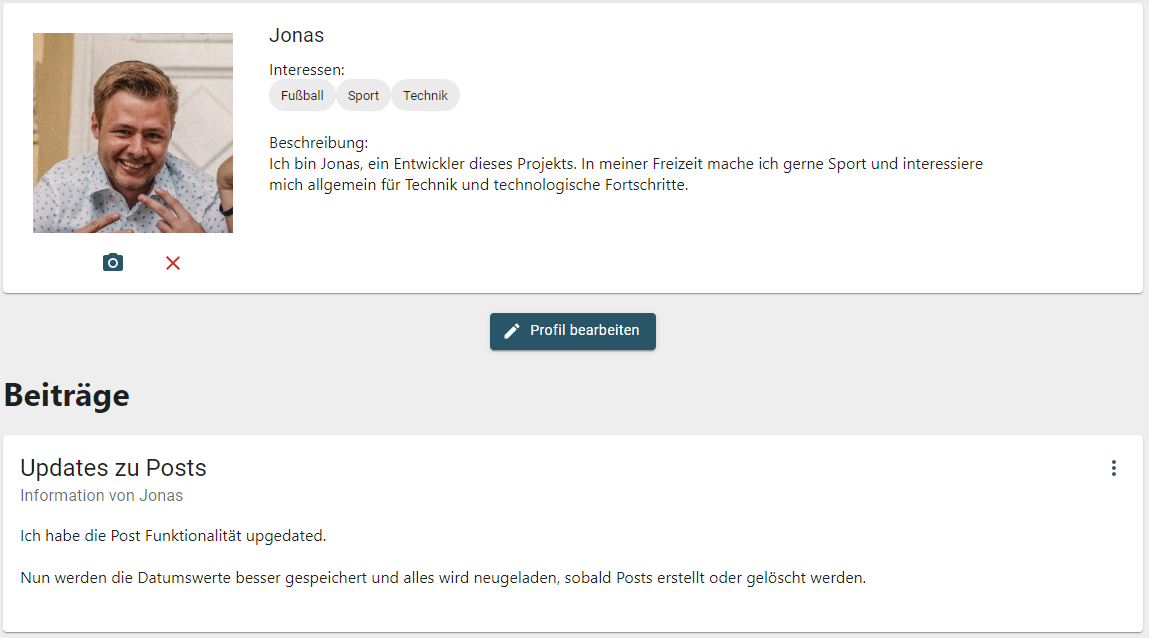 Jonas
Interessen:
Fußball Sport Technik
Beschreibung:
Ich bin Jonas, ein Entwickler dieses Projekts. In meiner Freizeit mache ich gerne Sport und interessiere
mich allgemein für Technik und technologische Fortschritte.
Profil bearbeiten
Beiträge
Updates zu Posts
Information von Jonas
Ich habe die Post Funktionalität upgedated.
Nun werden die Datumswerte besser gespeichert und alles wird neugeladen, sobald Posts erstellt oder gelöscht werden.